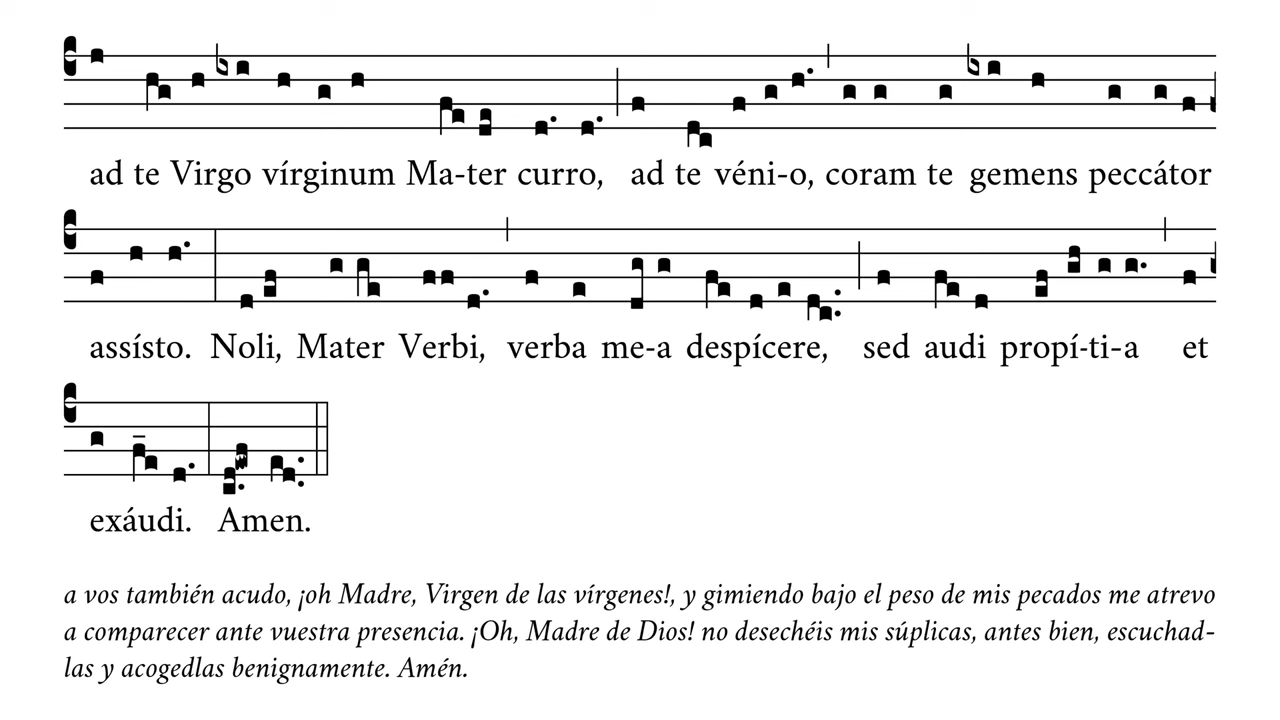 ad te Virgo vírginum Ma-ter curro, ad te véni-o, coram te gemens peccátor
assísto. Noli, Mater Verbi, verba me-a despícere, sed audi propí-ti-a et
exáudi. Amen.
a vos también acudo, ¡oh Madre, Virgen de las vírgenes!, y gimiendo bajo el peso de mis pecados me atrevo
a comparecer ante vuestra presencia. ¡Oh, Madre de Dios! no desechéis mis súplicas, antes bien, escuchad-
las y acogedlas benignamente. Amén.